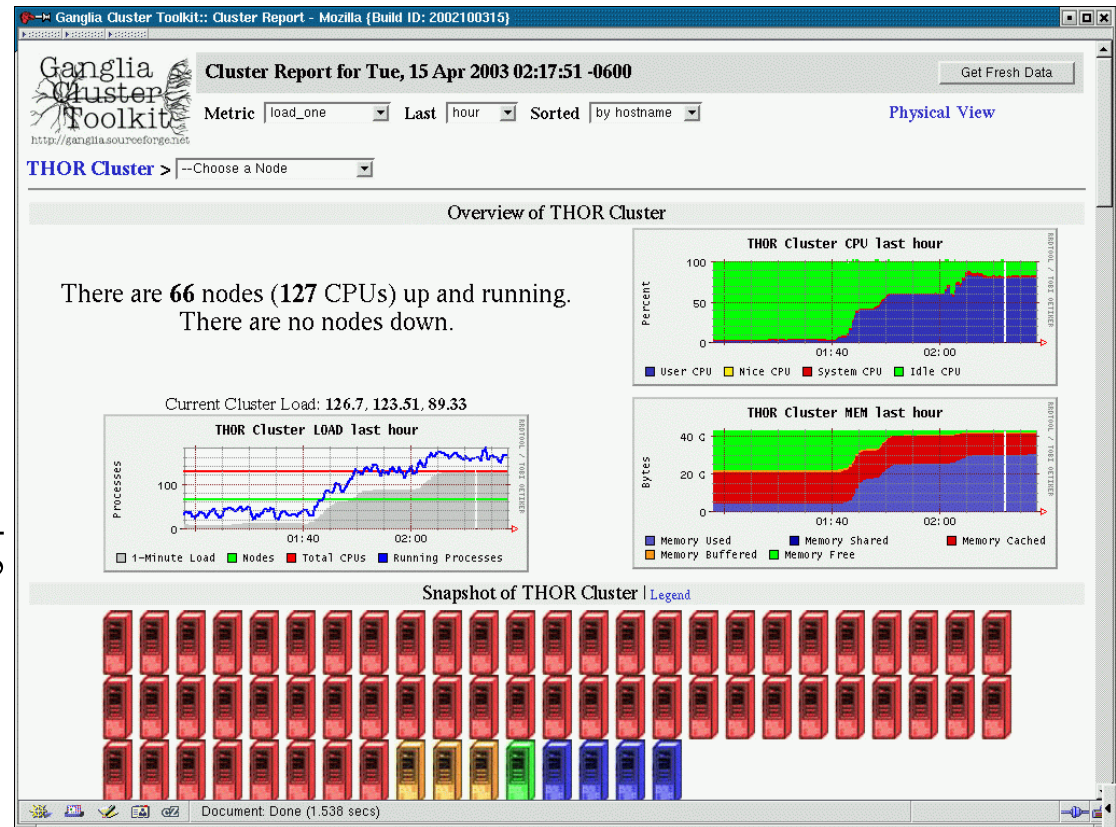 Ganglia Cluster Toolkit:: Cluster Report - Mozilla {Build ID: 2002100315}
Ganglia
Cluster
Toolkit
http://ganglia.sourceforge.net
Cluster Report for Tue, 15 Apr 2003 02:17:51 -0600
Get Fresh Data
Metric load_one Last hour Sorted by hostname
Physical View
THOR Cluster > --Choose a Node
Overview of THOR Cluster
There are 66 nodes (127 CPUs) up and running.
There are no nodes down.
THOR Cluster CPU last hour
RRDTOOL / TOBI OETIKER
Percent
100
50
0
01:40 02:00
User CPU Nice CPU System CPU Idle CPU
Current Cluster Load: 126.7, 123.51, 89.33
THOR Cluster LOAD last hour
RRDTOOL / TOBI OETIKER
Processes
100
0
01:40 02:00
1-Minute Load Nodes Total CPUs Running Processes
THOR Cluster MEM last hour
RRDTOOL / TOBI OETIKER
Bytes
40 G
20 G
0
01:40 02:00
Memory Used Memory Shared Memory Cached
Memory Buffered Memory Free
Snapshot of THOR Cluster | Legend
Document: Done (1.538 secs)